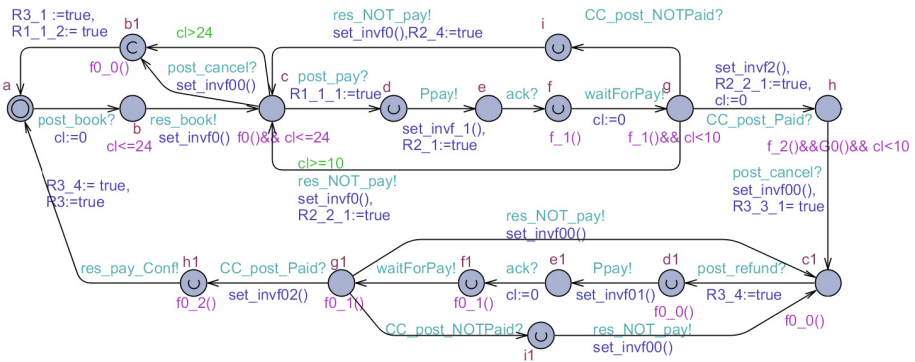 R3_1 :=true,
R1_1_2:= true
b1
cl>24
f0_0()
post_cancel?
set_invf00()
res_NOT_pay!
set_invf0(),R2_4:=true
i
CC_post_NOTPaid?
a
post_book?
cl:=0
b
cl<=24
res_book!
set_invf0()
c
f0()&& cl<=24
post_pay?
R1_1_1:=true
d
Ppay!
set_invf_1(),
R2_1:=true
e
ack?
f
f_1()
waitForPay!
cl:=0
g
f_1()&& cl<10
set_invf2(),
R2_2_1:=true,
cl:=0
CC_post_Paid?
h
f_2()&&G0()&& cl<10
cl>=10
res_NOT_pay!
set_invf0(),
R2_2_1:=true
post_cancel?
set_invf00(),
R3_3_1= true
R3_4:= true,
R3:=true
res_NOT_pay!
set_invf00()
res_pay_Conf!
h1
f0_2()
CC_post_Paid?
set_invf02()
g1
f0_1()
waitForPay!
f1
f0_1()
ack?
cl:=0
e1
Ppay!
set_invf01()
d1
f0_0()
post_refund?
R3_4:=true
c1
f0_0()
CC_post_NOTPaid?
i1
res_NOT_pay!
set_invf00()